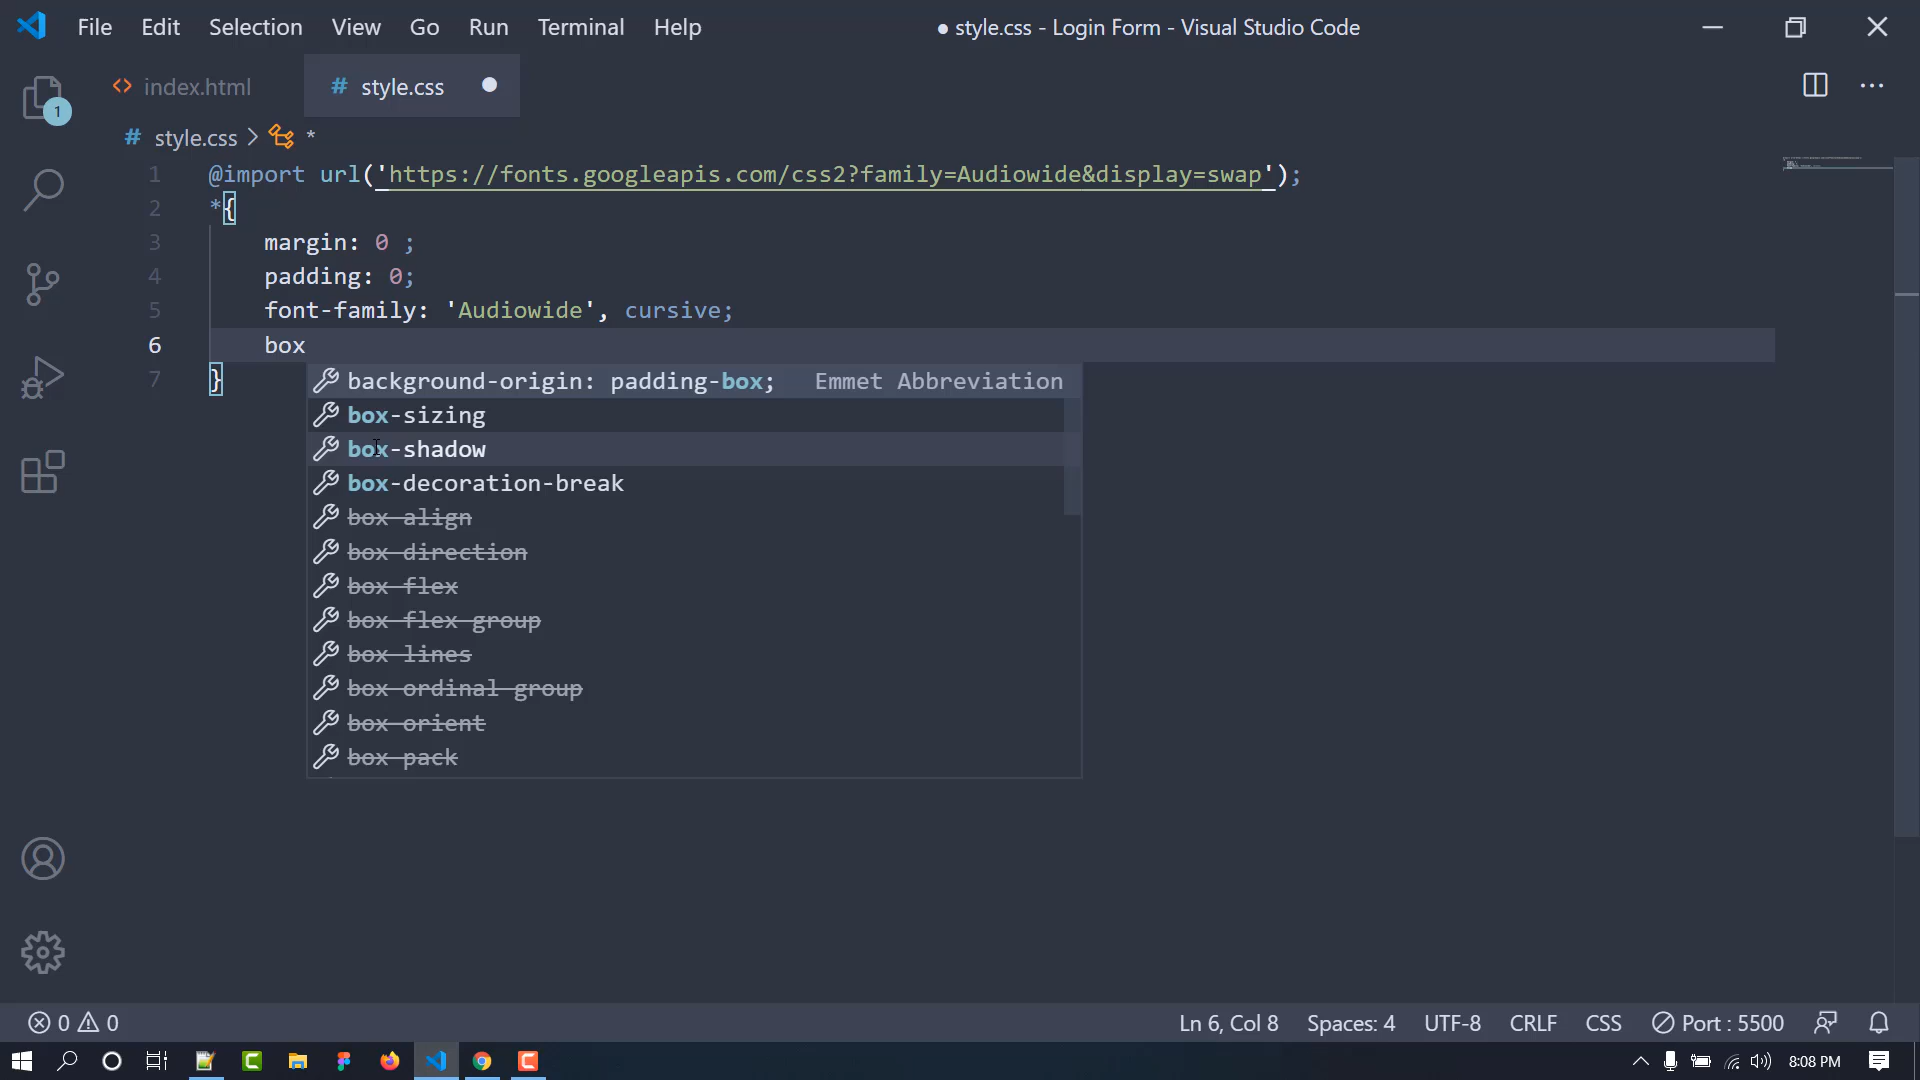 File Edit Selection View Go Run Terminal Help
● style.css - Login Form - Visual Studio Code
1
<> index.html
# style.css ●
# style.css > *
1 @import url('https://fonts.googleapis.com/css2?family=Audiowide&display=swap');
2 *{
3 margin: 0 ;
4 padding: 0;
5 font-family: 'Audiowide', cursive;
6 box
7 }
background-origin: padding-box; Emmet Abbreviation
box-sizing
box-shadow
box-decoration-break
box-align
box-direction
box-flex
box-flex-group
box-lines
box-ordinal-group
box-orient
box-pack
0 0
Ln 6, Col 8 Spaces: 4 UTF-8 CRLF CSS Port : 5500
8:08 PM